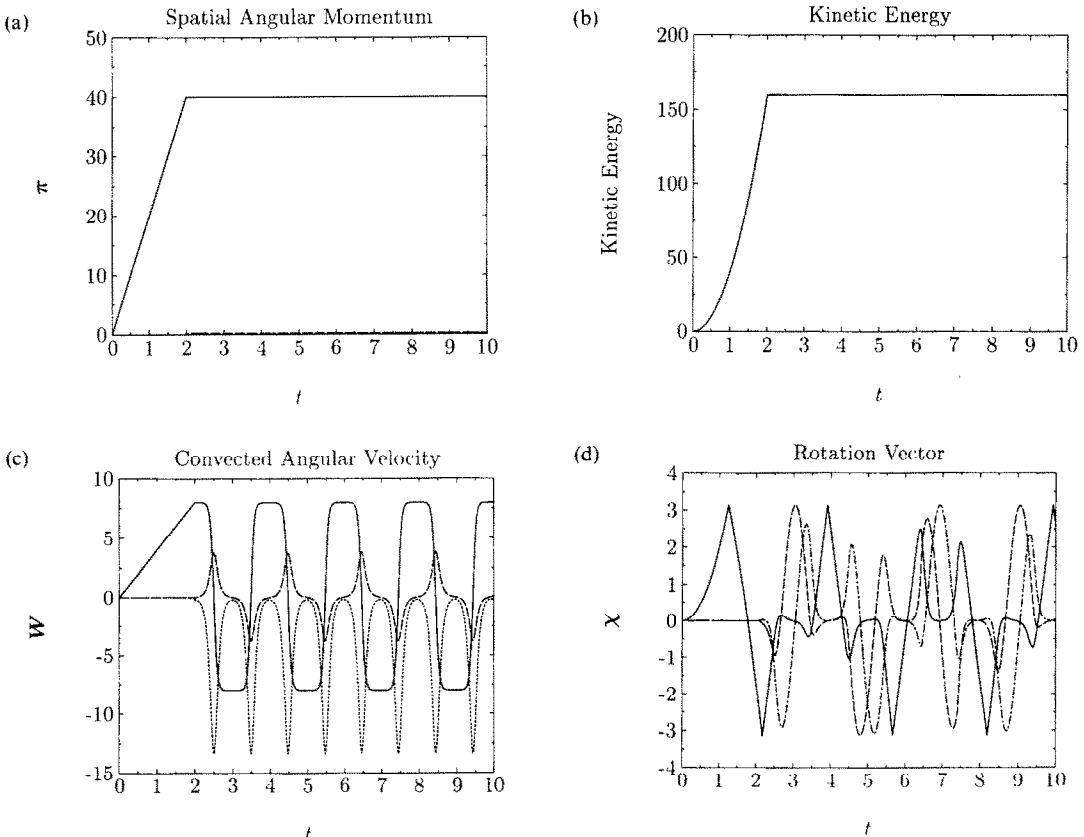 (a)
Spatial Angular Momentum
50
40
30
20
10
0
π
0 1 2 3 4 5 6 7 8 9 10
t
(b)
Kinetic Energy
200
150
100
50
0
Kinetic Energy
0 1 2 3 4 5 6 7 8 9 10
t
(c)
Convected Angular Velocity
10
5
0
-5
-10
-15
W
0 1 2 3 4 5 6 7 8 9 10
t
(d)
Rotation Vector
4
3
2
1
0
-1
-2
-3
-4
χ
0 1 2 3 4 5 6 7 8 9 10
t